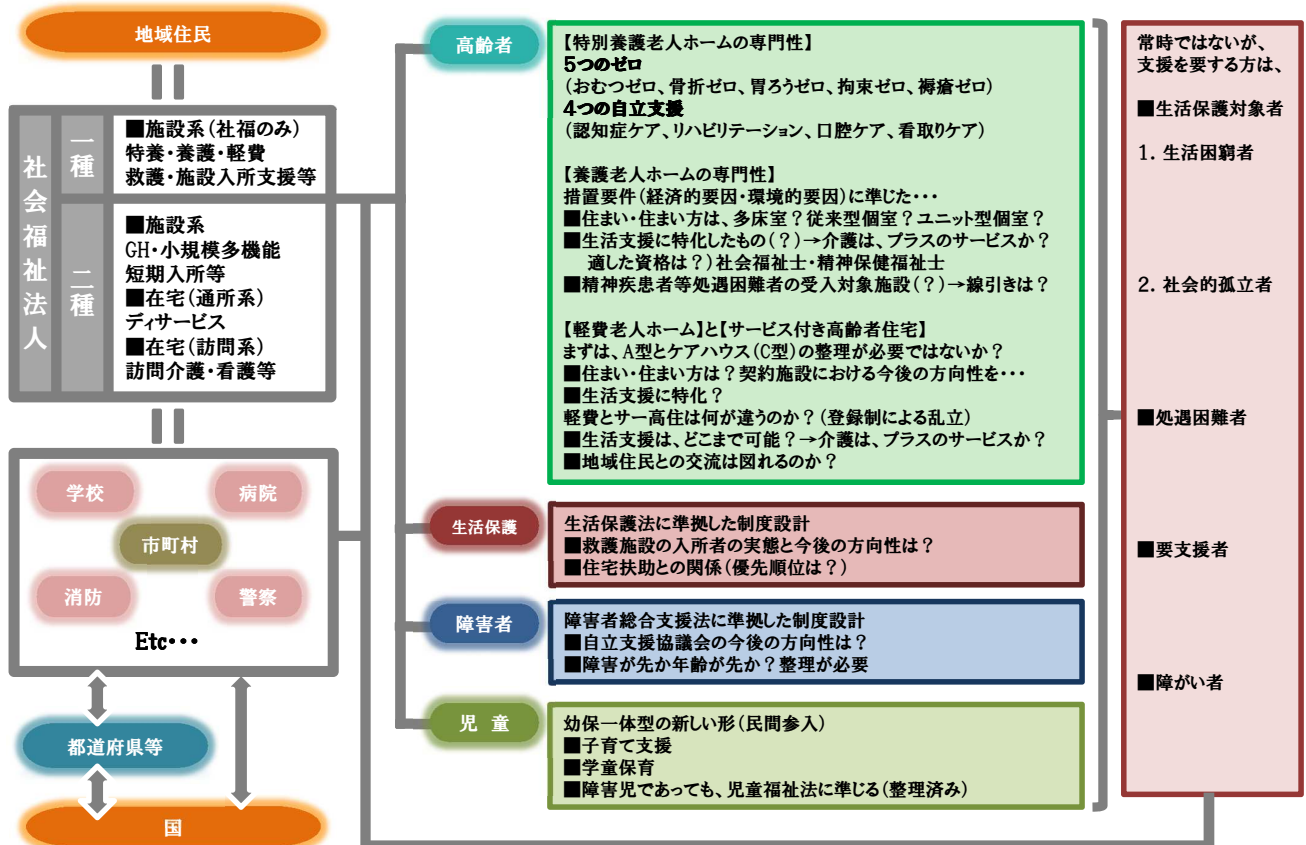 地域住民
社会福祉法人
一種
■施設系(社福のみ)
特養・養護・軽費
救護・施設入所支援等
二種
■施設系
GH・小規模多機能
短期入所等
■在宅(通所系)
ディサービス
■在宅(訪問系)
訪問介護・看護等
学校
病院
市町村
消防
警察
Etc・・・
都道府県等
国
高齢者
【特別養護老人ホームの専門性】
5つのゼロ
(おむつゼロ、骨折ゼロ、胃ろうゼロ、拘束ゼロ、褥瘡ゼロ)
4つの自立支援
(認知症ケア、リハビリテーション、口腔ケア、看取りケア)
【養護老人ホームの専門性】
措置要件(経済的要因・環境的要因)に準じた・・・
■住まい・住まい方は、多床室?従来型個室?ユニット型個室?
■生活支援に特化したもの(?)→介護は、プラスのサービスか?
適した資格は?)社会福祉士・精神保健福祉士
■精神疾患者等処遇困難者の受入対象施設(?)→線引きは?
【軽費老人ホーム】と【サービス付き高齢者住宅】
まずは、A型とケアハウス(C型)の整理が必要ではないか?
■住まい・住まい方は?契約施設における今後の方向性を・・・
■生活支援に特化?
軽費とサー高住は何が違うのか?(登録制による乱立)
■生活支援は、どこまで可能?→介護は、プラスのサービスか?
■地域住民との交流は図れるのか?
生活保護
生活保護法に準拠した制度設計
■救護施設の入所者の実態と今後の方向性は?
■住宅扶助との関係(優先順位は?)
障害者
障害者総合支援法に準拠した制度設計
■自立支援協議会の今後の方向性は?
■障害が先か年齢が先か?整理が必要
児 童
幼保一体型の新しい形(民間参入)
■子育て支援
■学童保育
■障害児であっても、児童福祉法に準じる(整理済み)
常時ではないが、
支援を要する方は、
■生活保護対象者
1. 生活困窮者
2. 社会的孤立者
■処遇困難者
■要支援者
■障がい者